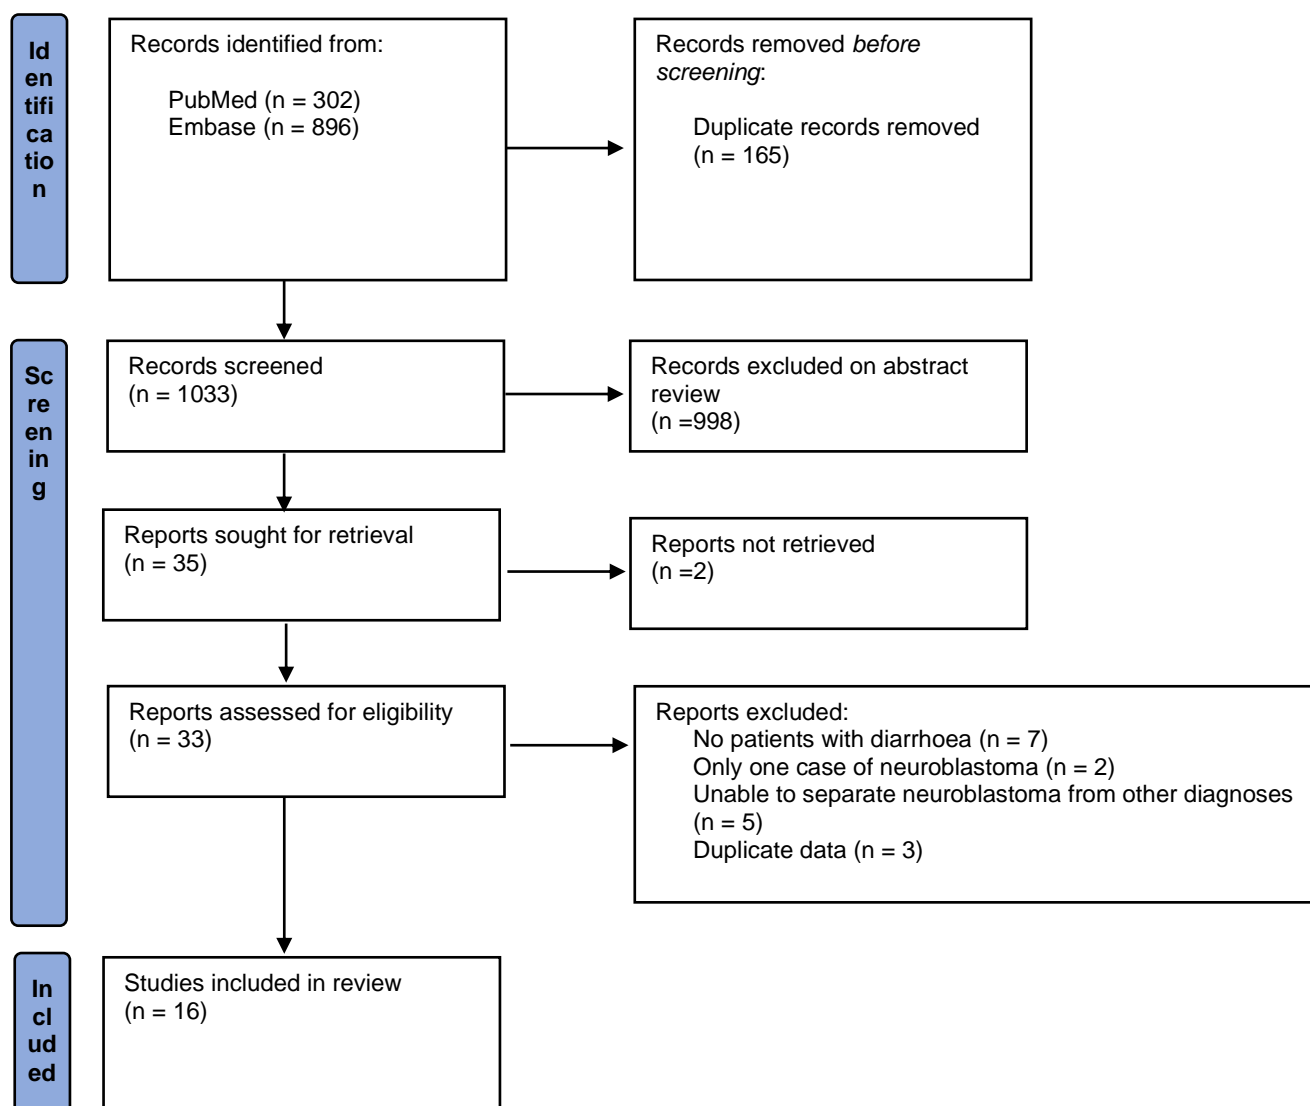 Id
en
tifi
ca
tio
n
Records identified from:
PubMed (n = 302)
Embase (n = 896)
Records removed before
screening:
Duplicate records removed
(n = 165)
Sc
re
en
in
g
Records screened
(n = 1033)
Records excluded on abstract
review
(n =998)
Reports sought for retrieval
(n = 35)
Reports not retrieved
(n =2)
Reports assessed for eligibility
(n = 33)
Reports excluded:
No patients with diarrhoea (n = 7)
Only one case of neuroblastoma (n = 2)
Unable to separate neuroblastoma from other diagnoses
(n = 5)
Duplicate data (n = 3)
In
cl
ud
ed
Studies included in review
(n = 16)